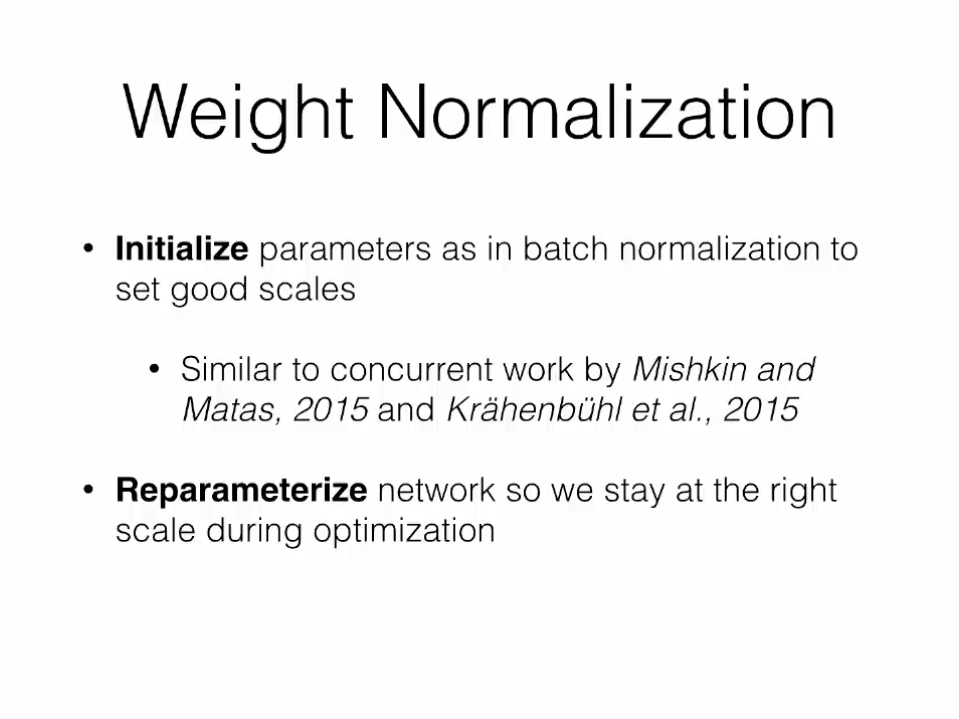 Weight Normalization
• Initialize parameters as in batch normalization to
set good scales
• Similar to concurrent work by Mishkin and
Matas, 2015 and Krähenbühl et al., 2015
• Reparameterize network so we stay at the right
scale during optimization